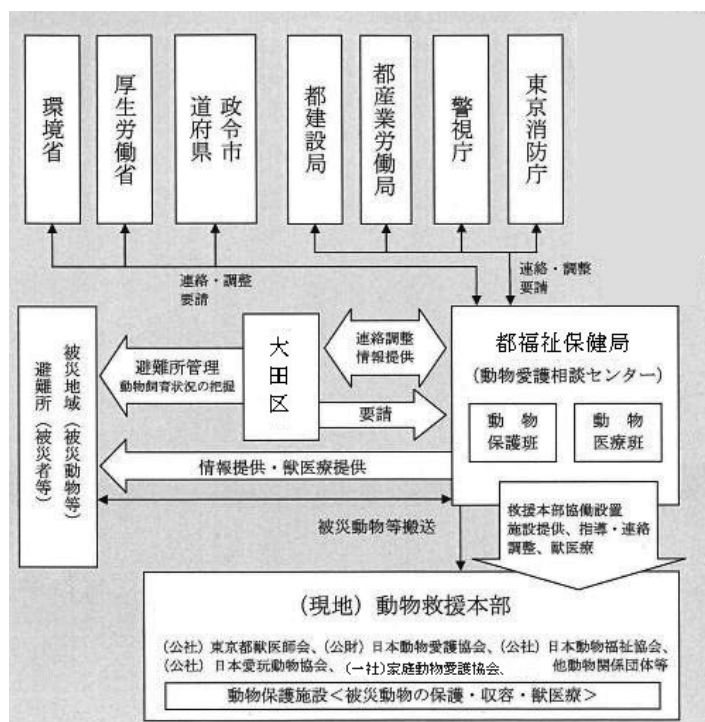 環境省
厚生労働省
政令市
道府県
都建設局
都産業労働局
警視庁
東京消防庁
連絡・調整
要請
連絡・調整
要請
被災地域（被災動物等）
避難所（被災者等）
避難所管理
動物飼育状況の把握
大田区
連絡調整
情報提供
要請
都福祉保健局
（動物愛護相談センター）
動　物
保護班
動　物
医療班
情報提供・獣医療提供
被災動物等搬送
救援本部協働設置
施設提供、指導・連絡
調整、獣医療
（現地）動物救援本部
（公社）東京都獣医師会、（公財）日本動物愛護協会、（公社）日本動物福祉協会、
（公社）日本愛玩動物協会、（一社）家庭動物愛護協会、　他動物関係団体等
動物保護施設＜被災動物の保護・収容・獣医療＞